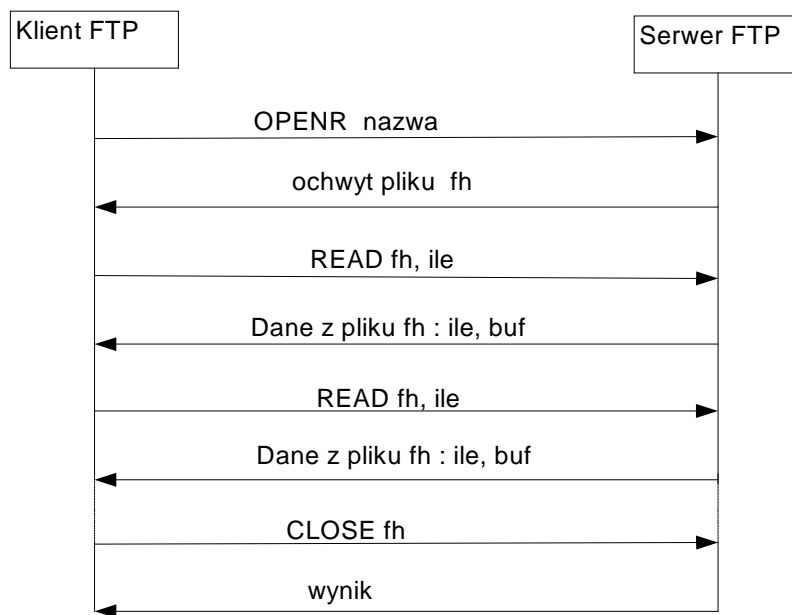 Klient FTP
Serwer FTP
OPENR nazwa
ochwyt pliku fh
READ fh, ile
Dane z pliku fh : ile, buf
READ fh, ile
Dane z pliku fh : ile, buf
CLOSE fh
wynik